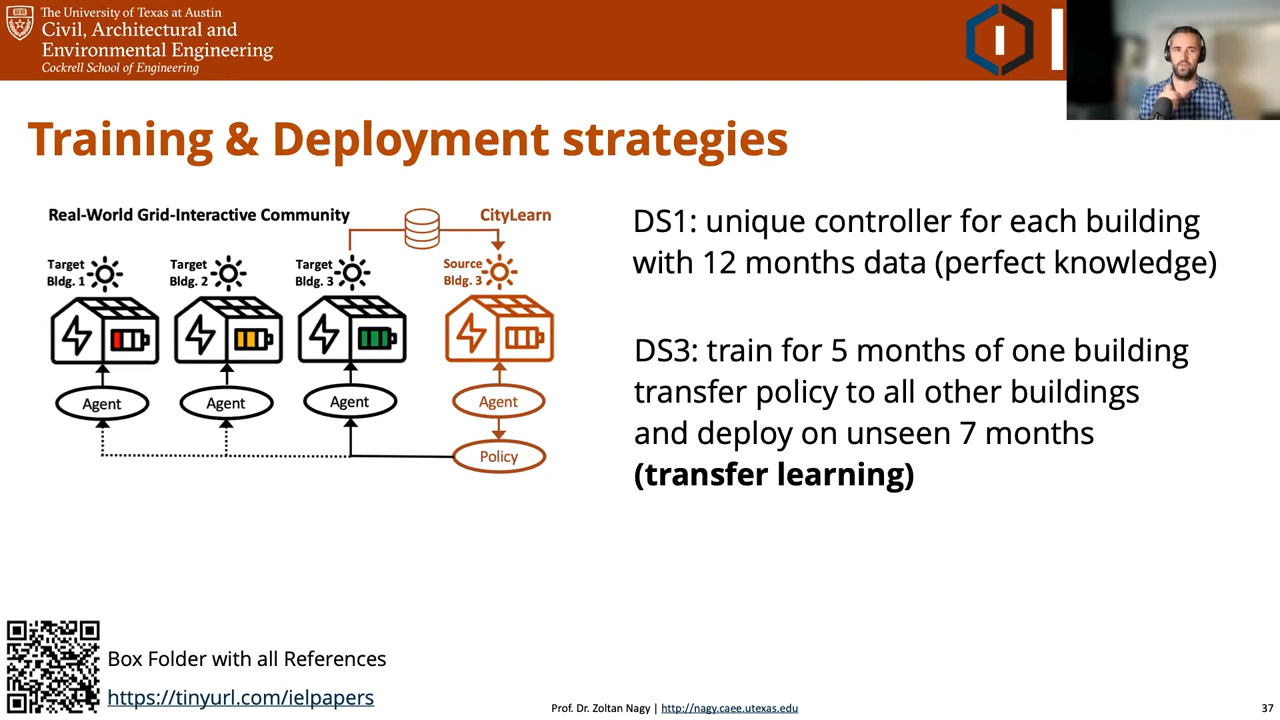 The University of Texas at Austin
Civil, Architectural and
Environmental Engineering
Cockrell School of Engineering
I
Training & Deployment strategies
Real-World Grid-Interactive Community
CityLearn
Target
Bldg. 1
Target
Bldg. 2
Target
Bldg. 3
Source
Bldg. 3
Agent
Agent
Agent
Agent
Policy
DS1: unique controller for each building
with 12 months data (perfect knowledge)
DS3: train for 5 months of one building
transfer policy to all other buildings
and deploy on unseen 7 months
(transfer learning)
Box Folder with all References
https://tinyurl.com/ielpapers
Prof. Dr. Zoltan Nagy | http://nagy.caee.utexas.edu
37